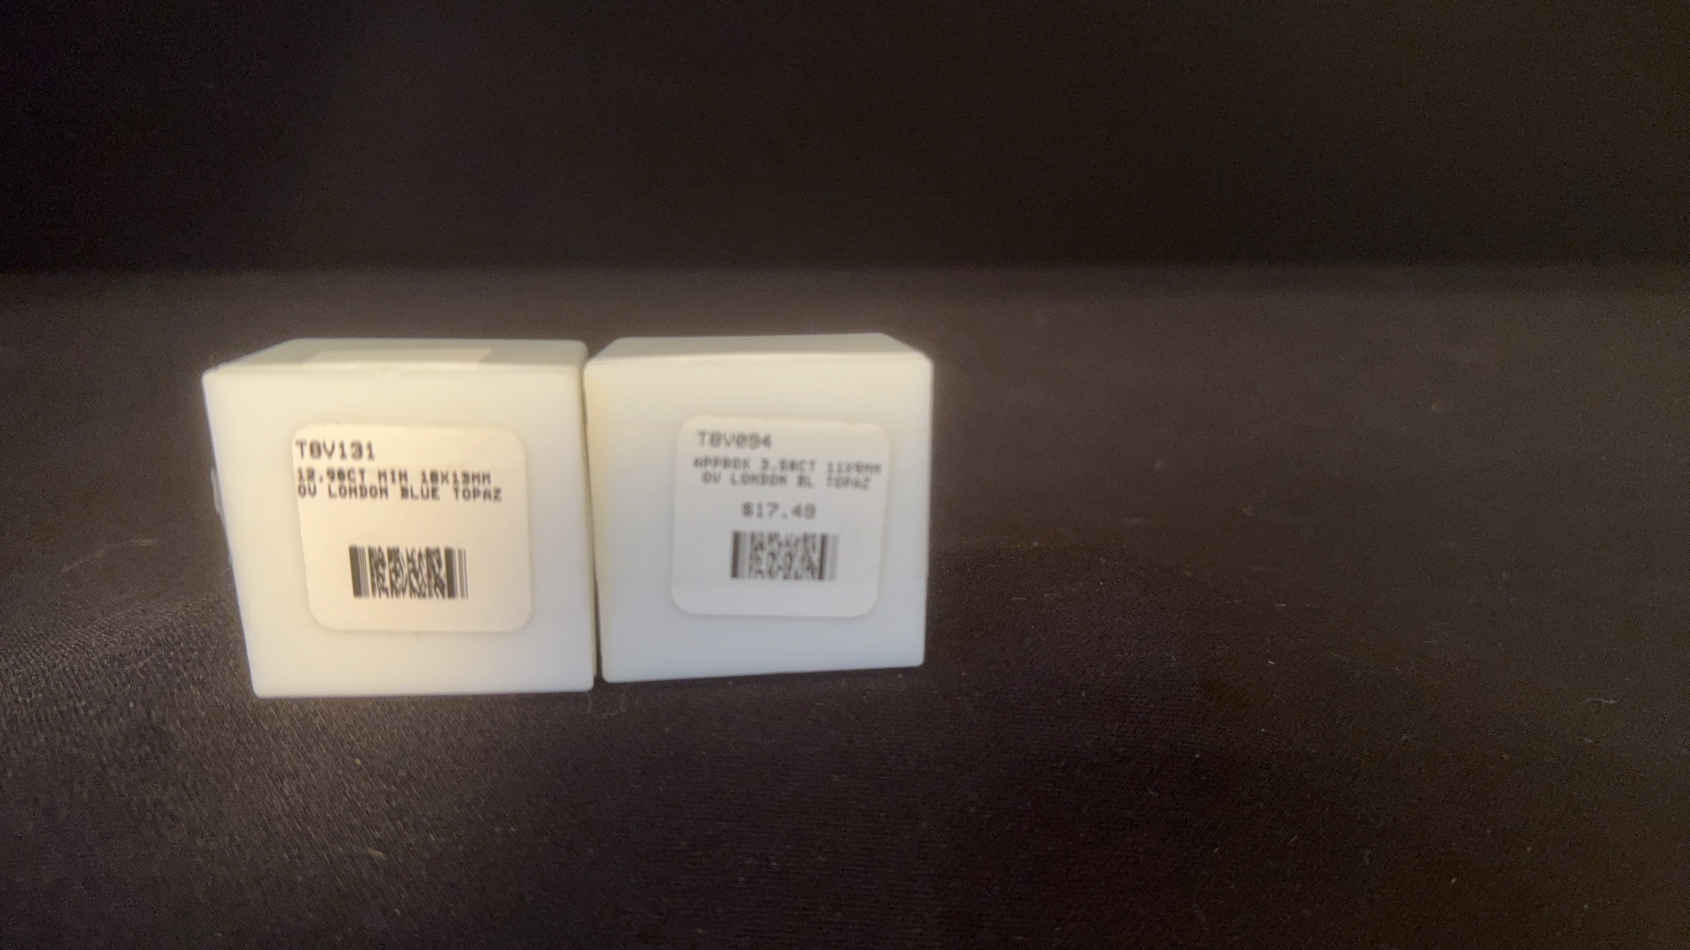 TBV131
12.90CT MIN 18X13MM
OV LONDON BLUE TOPAZ
TBV094
APPROX 3.50CT 11X9MM
OV LONDON BL TOPAZ
$17.49